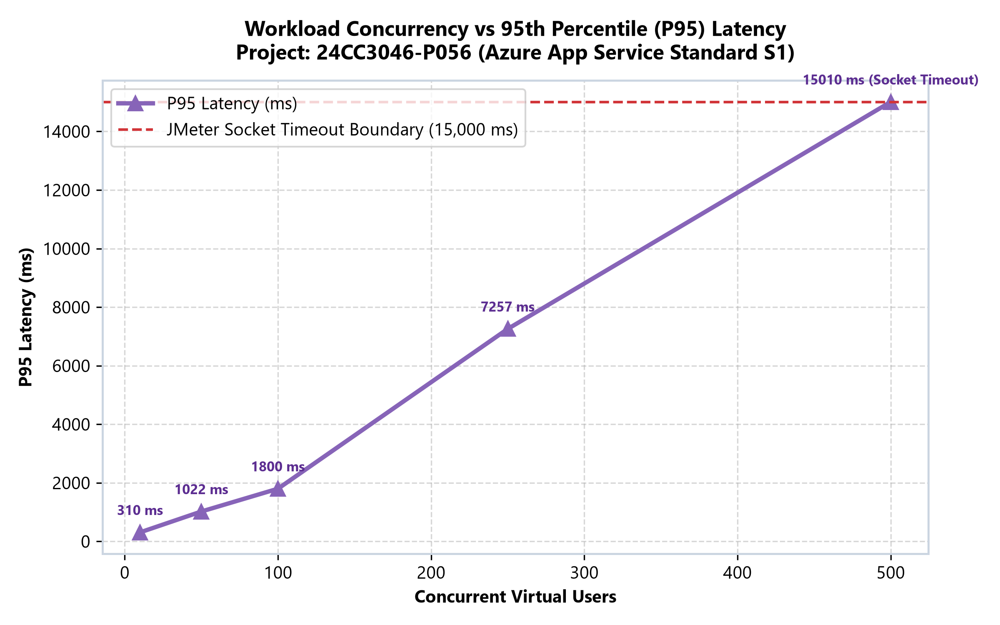 Workload Concurrency vs 95th Percentile (P95) Latency
Project: 24CC3046-P056 (Azure App Service Standard S1)
15010 ms (Socket Timeout)
P95 Latency (ms)
JMeter Socket Timeout Boundary (15,000 ms)
14000
12000
10000
8000
6000
4000
2000
0
P95 Latency (ms)
7257 ms
1800 ms
1022 ms
310 ms
0 100 200 300 400 500
Concurrent Virtual Users